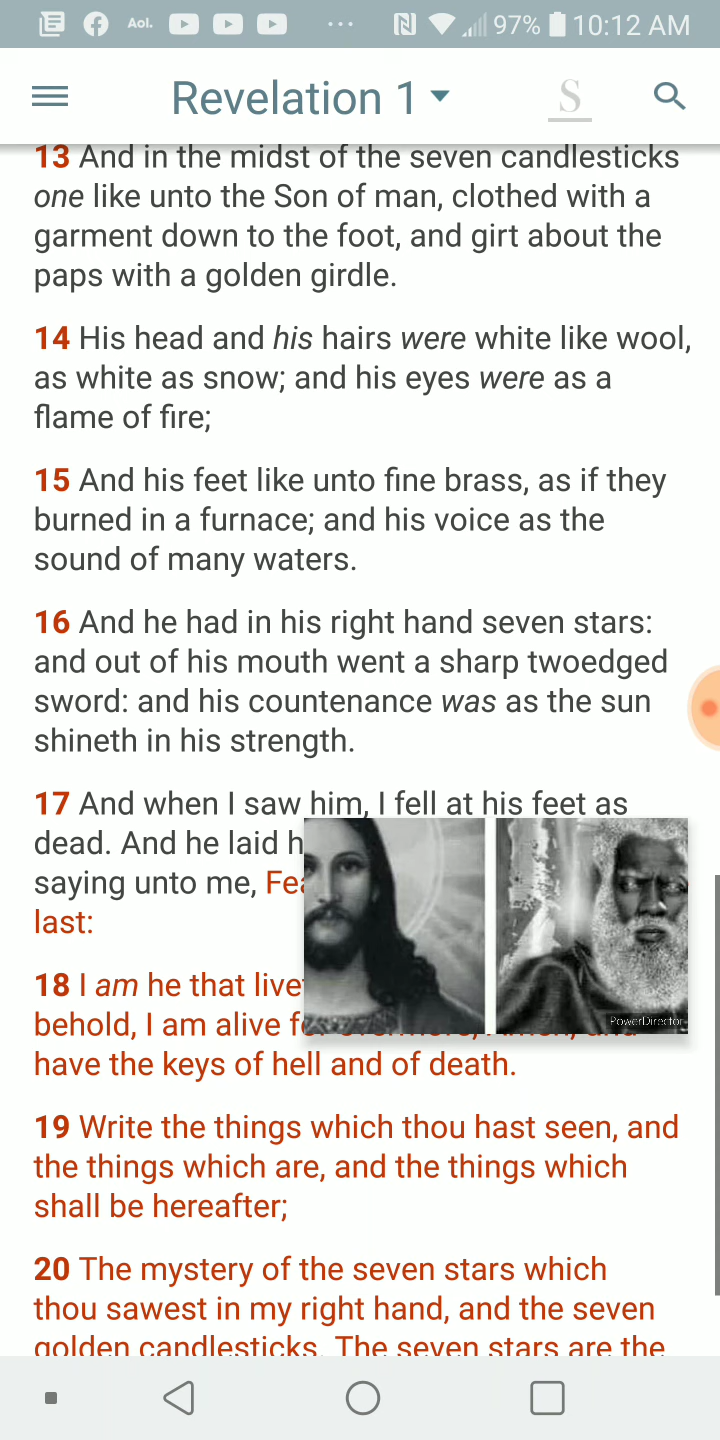 Aol. ... 97% 10:12 AM
Revelation 1 S
13 And in the midst of the seven candlesticks
one like unto the Son of man, clothed with a
garment down to the foot, and girt about the
paps with a golden girdle.
14 His head and his hairs were white like wool,
as white as snow; and his eyes were as a
flame of fire;
15 And his feet like unto fine brass, as if they
burned in a furnace; and his voice as the
sound of many waters.
16 And he had in his right hand seven stars:
and out of his mouth went a sharp twoedged
sword: and his countenance was as the sun
shineth in his strength.
17 And when I saw him, I fell at his feet as
dead. And he laid
saying unto me,
last:
18 I am he that
behold, I am alive
PowerDirector
have the keys of hell and of death.
19 Write the things which thou hast seen, and
the things which are, and the things which
shall be hereafter;
20 The mystery of the seven stars which
thou sawest in my right hand, and the seven
golden candlesticks. The seven stars are the